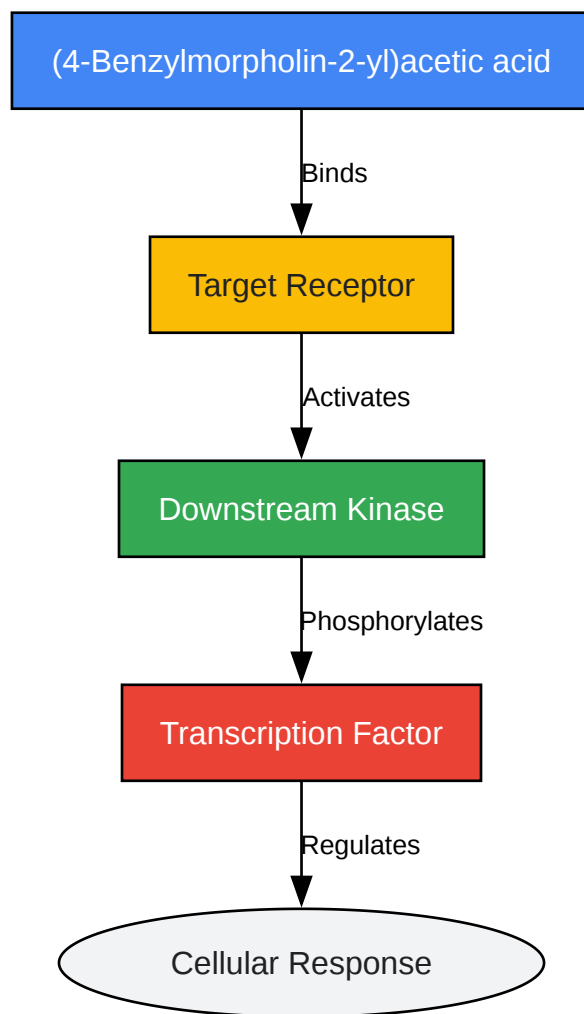 (4-Benzylmorpholin-2-yl)acetic acid
Binds
Target Receptor
Activates
Downstream Kinase
Phosphorylates
Transcription Factor
Regulates
Cellular Response